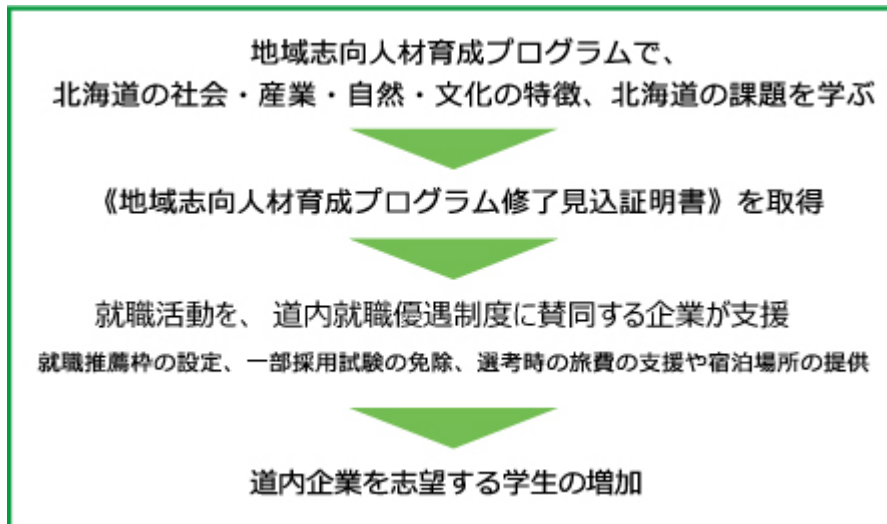 地域志向人材育成プログラムで、
北海道の社会・産業・自然・文化の特徴、北海道の課題を学ぶ
《地域志向人材育成プログラム修了見込証明書》を取得
就職活動を、道内就職優遇制度に賛同する企業が支援
就職推薦枠の設定、一部採用試験の免除、選考時の旅費の支援や宿泊場所の提供
道内企業を志望する学生の増加